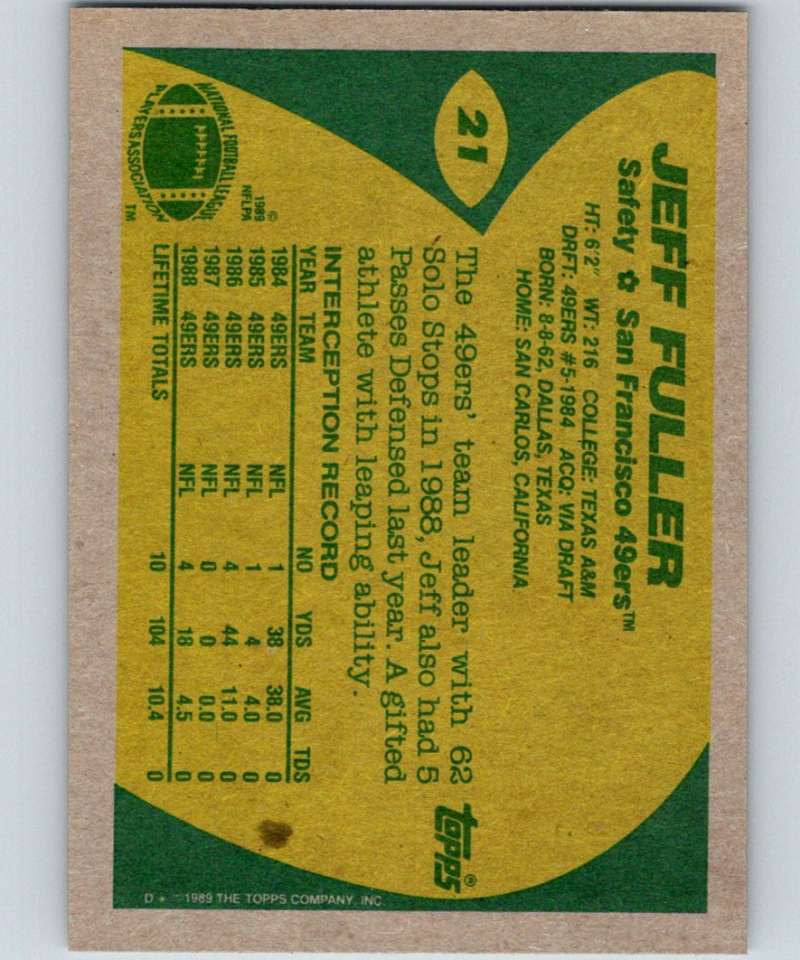 21
JEFF FULLER
Safety ✿ San Francisco 49ers™
HT: 6'2" WT: 216 COLLEGE: TEXAS A&M
DRFT: 49ERS #5-1984 ACQ: VIA DRAFT
BORN: 8-8-62, DALLAS, TEXAS
HOME: SAN CARLOS, CALIFORNIA
The 49ers' team leader with 62
Solo Stops in 1988, Jeff also had 5
Passes Defensed last year. A gifted
athlete with leaping ability.
INTERCEPTION RECORD
YEAR TEAM NO YDS AVG TDS
1984 49ERS NFL 1 38 38.0 0
1985 49ERS NFL 1 4 4.0 0
1986 49ERS NFL 4 44 11.0 0
1987 49ERS NFL 0 0 0.0 0
1988 49ERS NFL 4 18 4.5 0
LIFETIME TOTALS 10 104 10.4 0
NATIONAL FOOTBALL LEAGUE
PLAYERS ASSOCIATION
TM
©
1989
NFLPA
topps®
D* 1989 THE TOPPS COMPANY, INC.